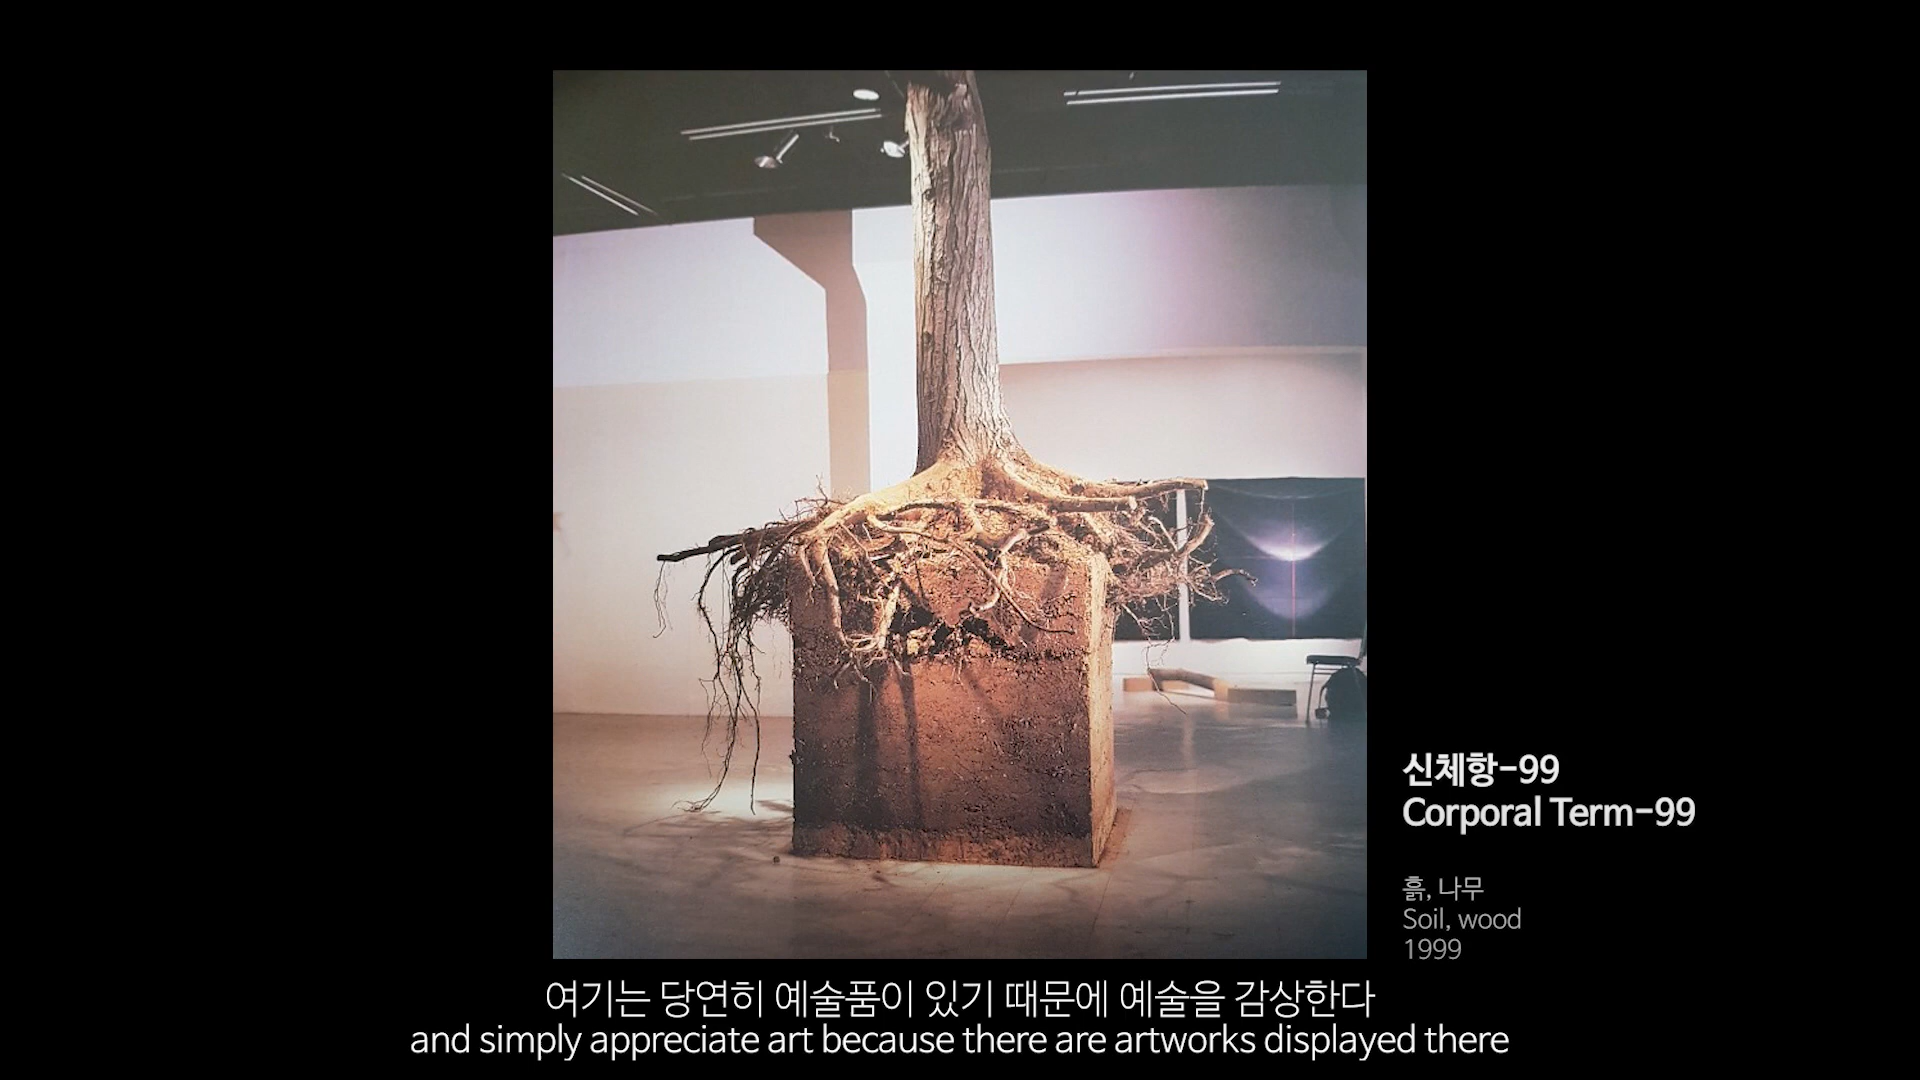 신체항-99
Corporal Term-99
흙, 나무
Soil, wood
1999
여기는 당연히 예술품이 있기 때문에 예술을 감상한다
and simply appreciate art because there are artworks displayed there